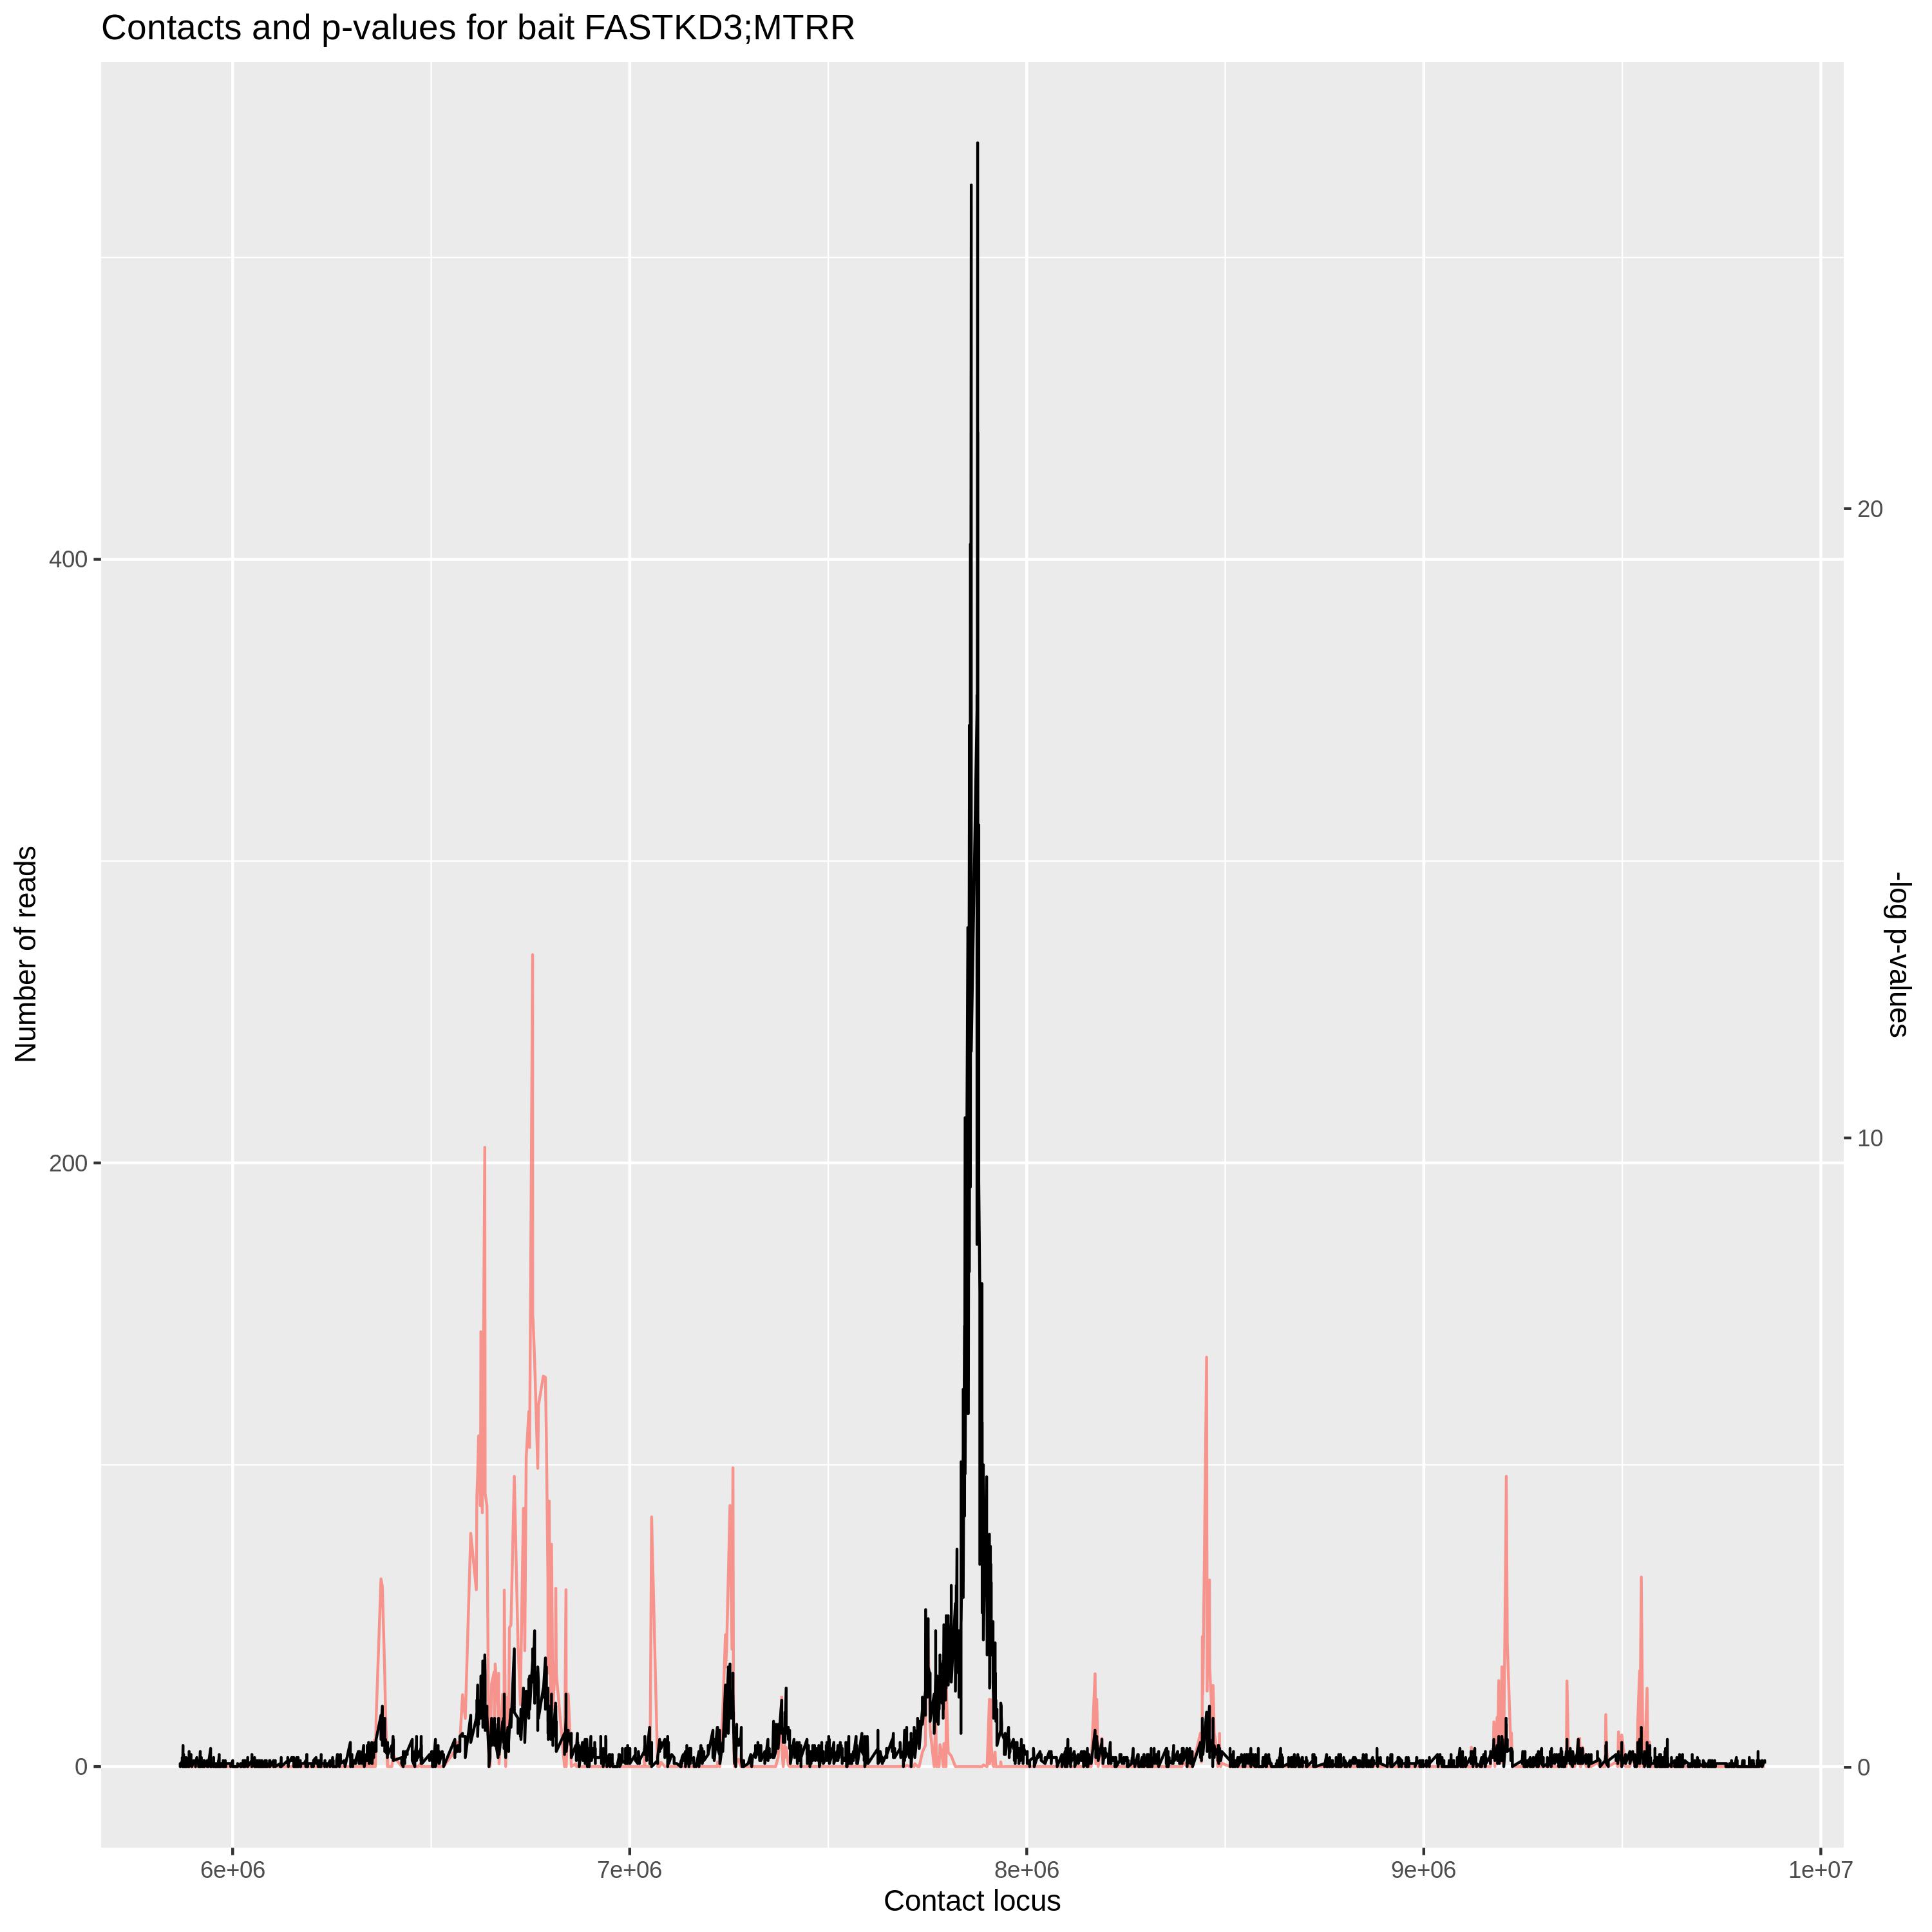 Contacts and p-values for bait FASTKD3;MTRR
Number of reads
400
200
0
20
10
0
-log p-values
6e+06
7e+06
8e+06
9e+06
1e+07
Contact locus